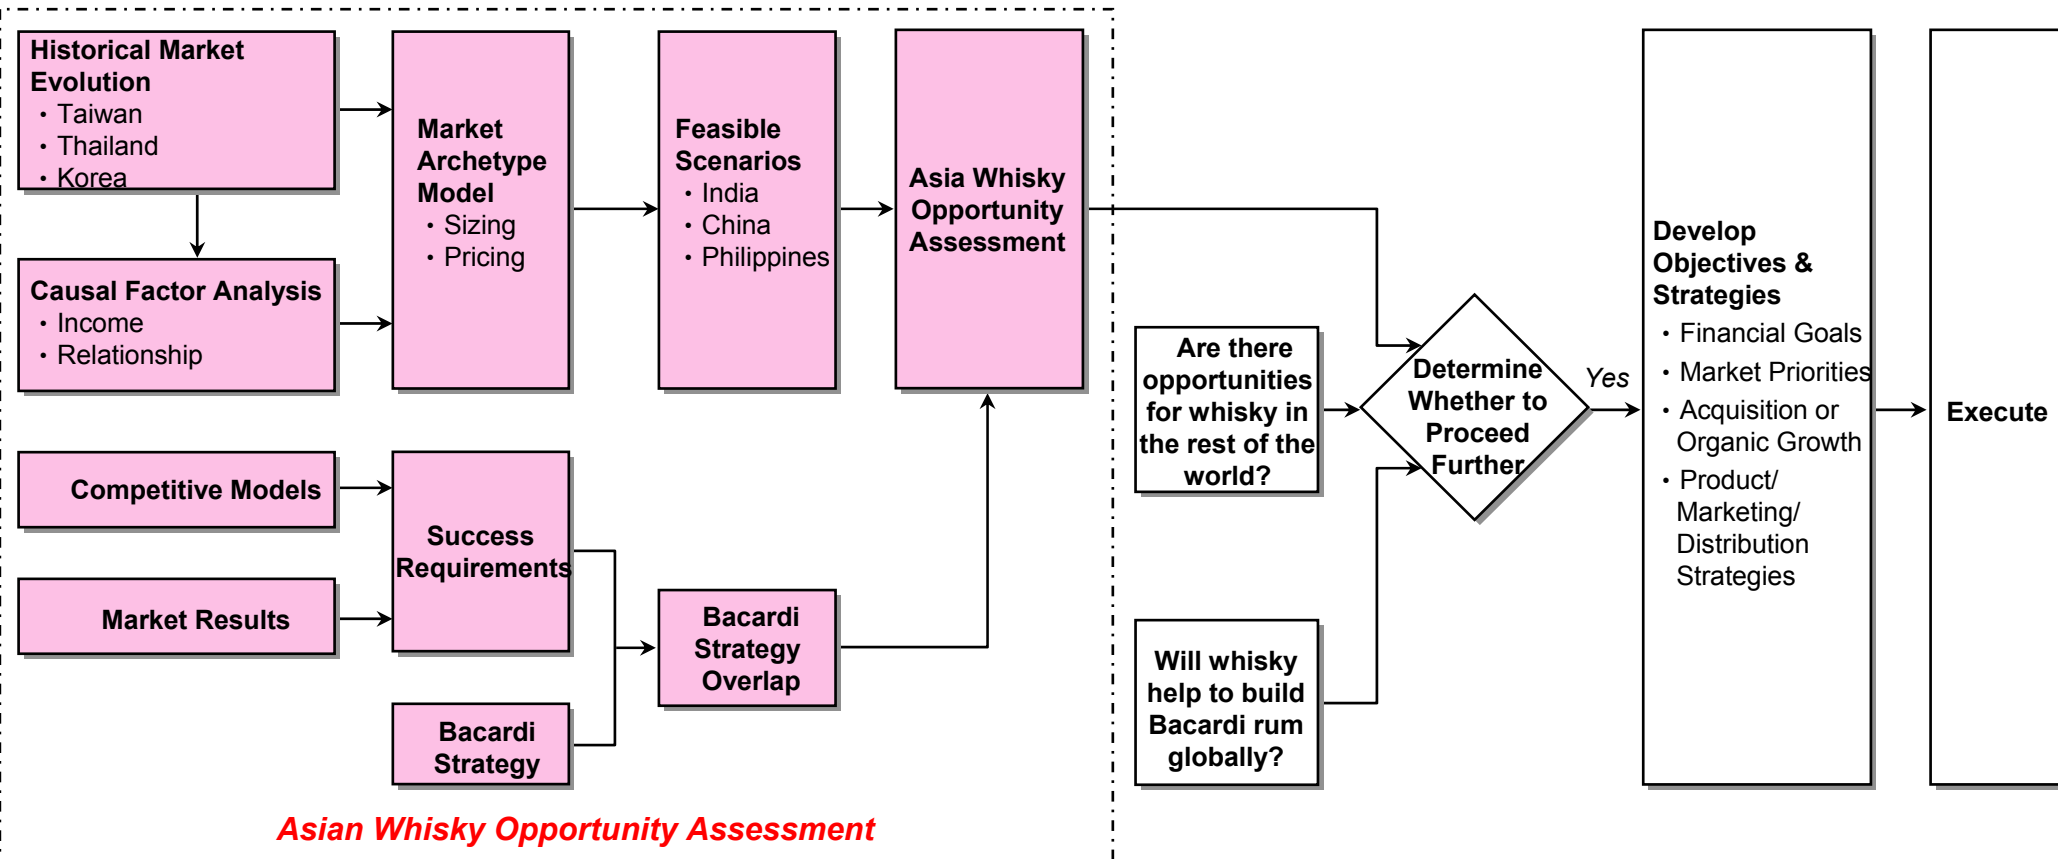 Historical Market
Evolution
• Taiwan
• Thailand
• Korea
Causal Factor Analysis
• Income
• Relationship
Market
Archetype
Model
• Sizing
• Pricing
Feasible
Scenarios
• India
• China
• Philippines
Asia Whisky
Opportunity
Assessment
Competitive Models
Market Results
Success
Requirements
Bacardi
Strategy
Bacardi
Strategy
Overlap
Asian Whisky Opportunity Assessment
Are there
opportunities
for whisky in
the rest of the
world?
Will whisky
help to build
Bacardi rum
globally?
Determine
Whether to
Proceed
Further
Yes
Develop
Objectives &
Strategies
• Financial Goals
• Market Priorities
• Acquisition or
Organic Growth
• Product/
Marketing/
Distribution
Strategies
Execute